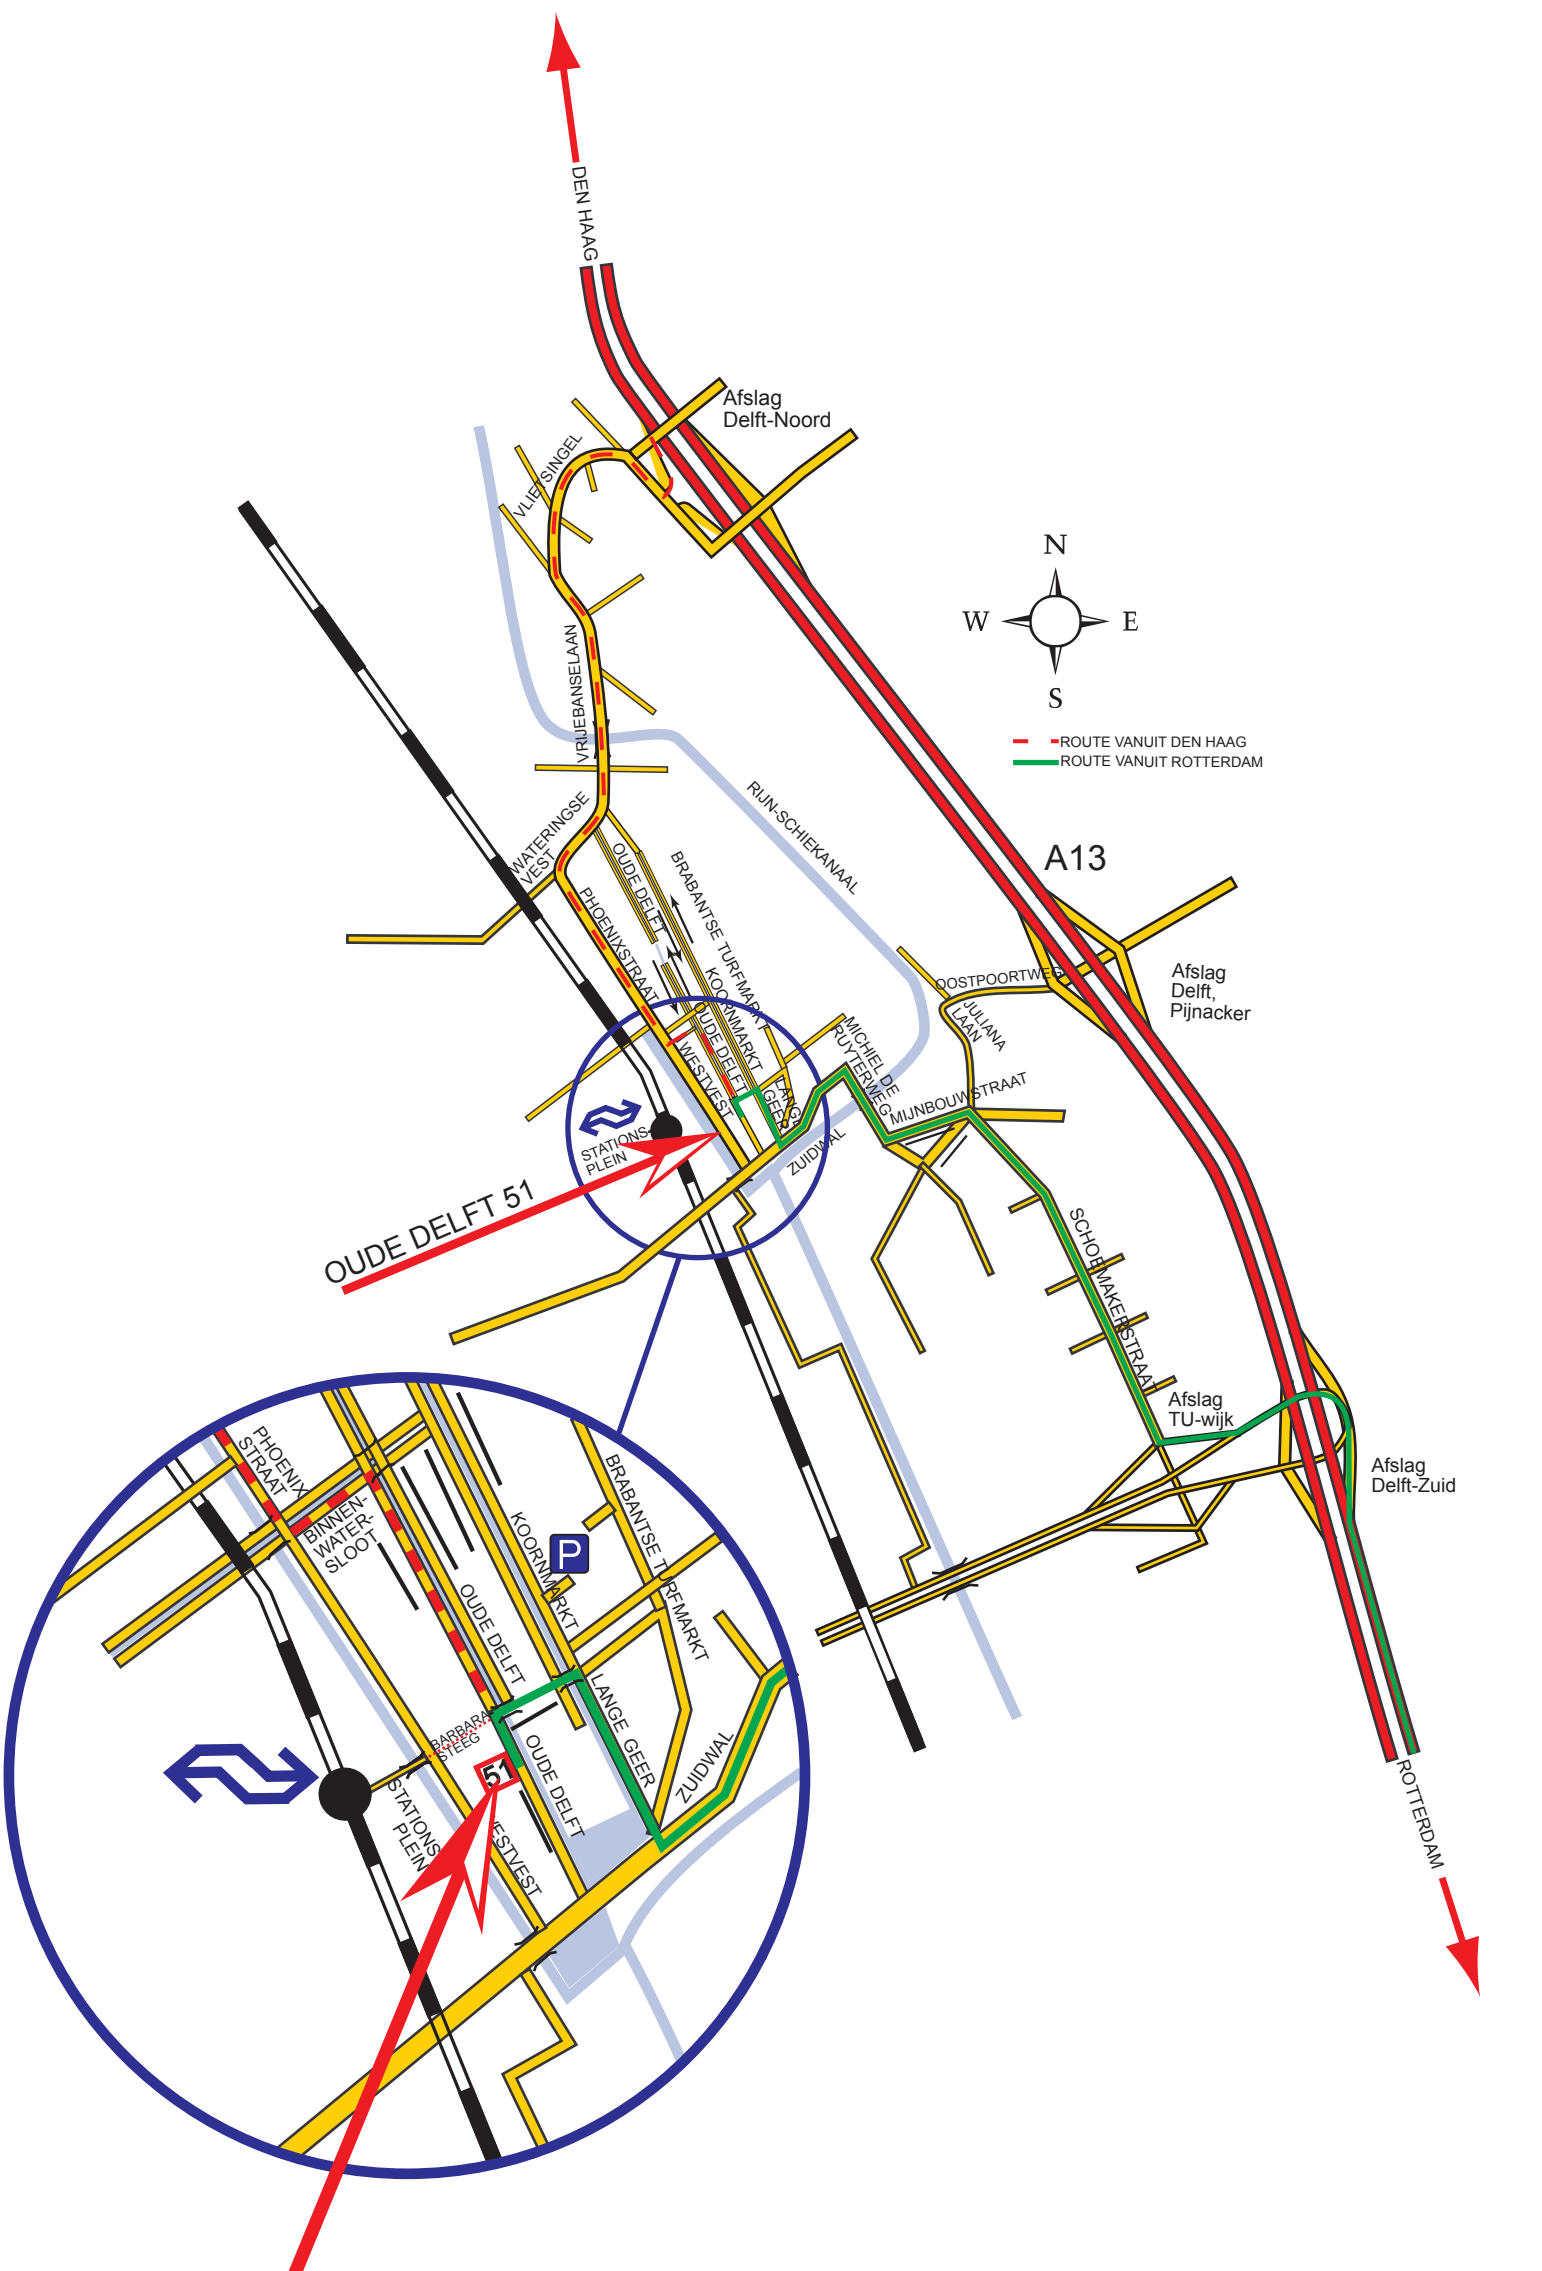 DEN HAAG
Afslag
Delft-Noord
VLIETSINGEL
N
W
E
S
VRIJEBANSELAAN
ROUTE VANUIT DEN HAAG
ROUTE VANUIT ROTTERDAM
WATERINGSE
VEST
RIJN-SCHIEKANAAL
A13
OUDE DELFT
BRABANTSE TURFMARKT
PHOENIXSTRAAT
KOORNMARKT
OOSTPOORTWEG
Afslag
Delft,
Pijnacker
JULIANA
LAAN
OUDE DELFT
WESTVEST
LANGE
GEER
MICHIEL DE
RUYTERWEG
MIJNBOUWSTRAAT
STATIONS-
PLEIN
ZUIDWAL
OUDE DELFT 51
SCHOEMAKERSTRAAT
Afslag
TU-wijk
Afslag
Delft-Zuid
PHOENIX
STRAAT
BINNEN-
WATER-
SLOOT
BRABANTSE TURFMARKT
KOORNMARKT
P
OUDE DELFT
LANGE GEER
BARBARA
STEEG
51
OUDE DELFT
ZUIDWAL
STATIONS
PLEIN
WESTVEST
ROTTERDAM